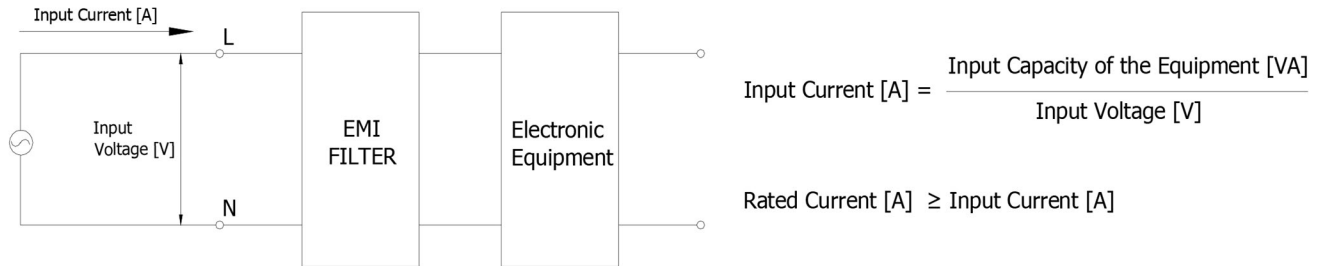 Input Current [A]
L
Input
Voltage [V]
N
EMI
FILTER
Electronic
Equipment
Input Current [A] = Input Capacity of the Equipment [VA]
Input Voltage [V]
Rated Current [A] ≥ Input Current [A]